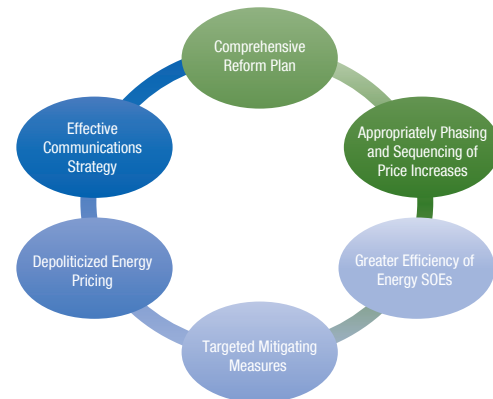 Comprehensive
Reform Plan
Appropriately Phasing
and Sequencing of
Price Increases
Greater Efficiency of
Energy SOEs
Targeted Mitigating
Measures
Depoliticized Energy
Pricing
Effective
Communications
Strategy